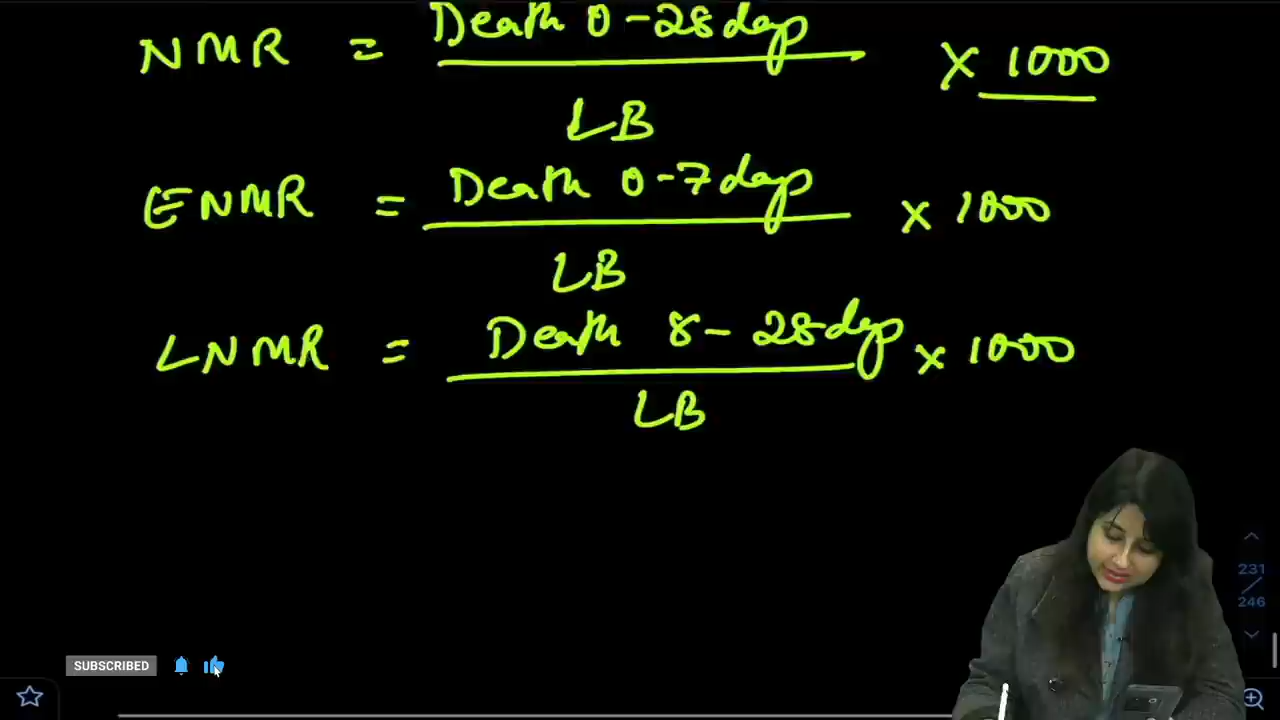 Death 0-28 days
NMR = × 1000
LB
ENMR = Death 0-7 days × 1000
LB
LNMR = Death 8-28 days × 1000
LB
231
/
246
SUBSCRIBED